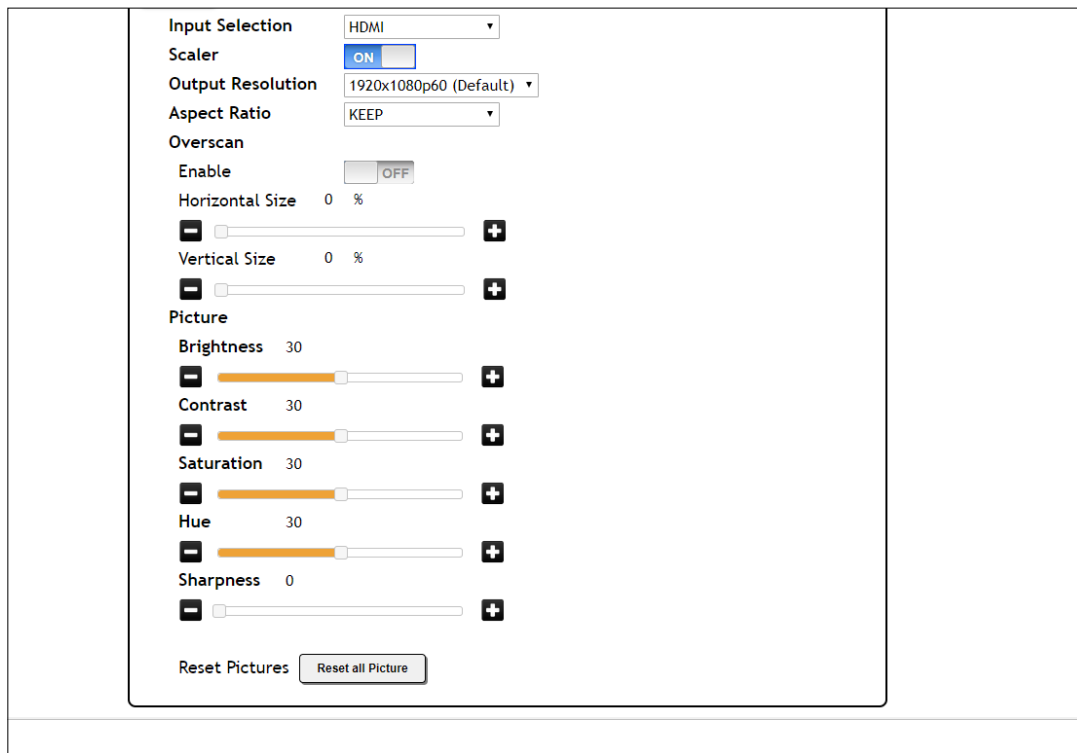 Input Selection HDMI
Scaler ON
Output Resolution 1920x1080p60 (Default)
Aspect Ratio KEEP
Overscan
Enable OFF
Horizontal Size 0 %
Vertical Size 0 %
Picture
Brightness 30
Contrast 30
Saturation 30
Hue 30
Sharpness 0
Reset Pictures Reset all Picture